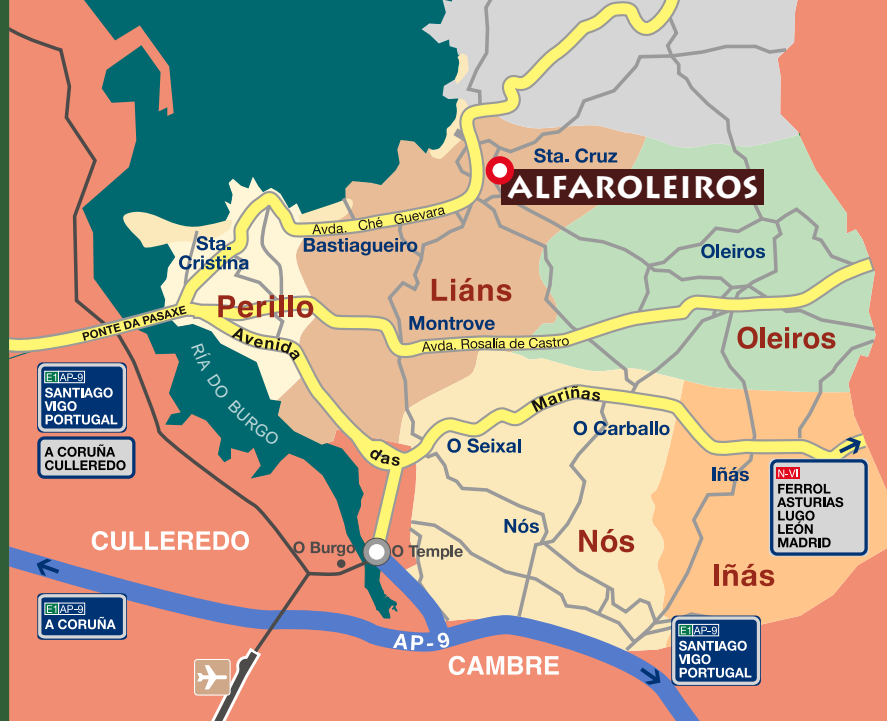 Sta. Cruz
ALFAROLEIROS
Avda. Ché Guevara
Sta.
Cristina
Bastiagueiro
Oleiros
Liáns
Perillo
Montrove
PONTE DA PASAXE
Avenida
Avda. Rosalía de Castro
Oleiros
RÍA DO BURGO
E1 AP-9
SANTIAGO
VIGO
PORTUGAL
A CORUÑA
CULLEREDO
Mariñas
das
O Seixal
O Carballo
Iñás
N-VI
FERROL
ASTURIAS
LUGO
LEÓN
MADRID
Nós
Nós
CULLEREDO
O Burgo
O Temple
Iñás
E1 AP-9
A CORUÑA
AP-9
CAMBRE
E1 AP-9
SANTIAGO
VIGO
PORTUGAL